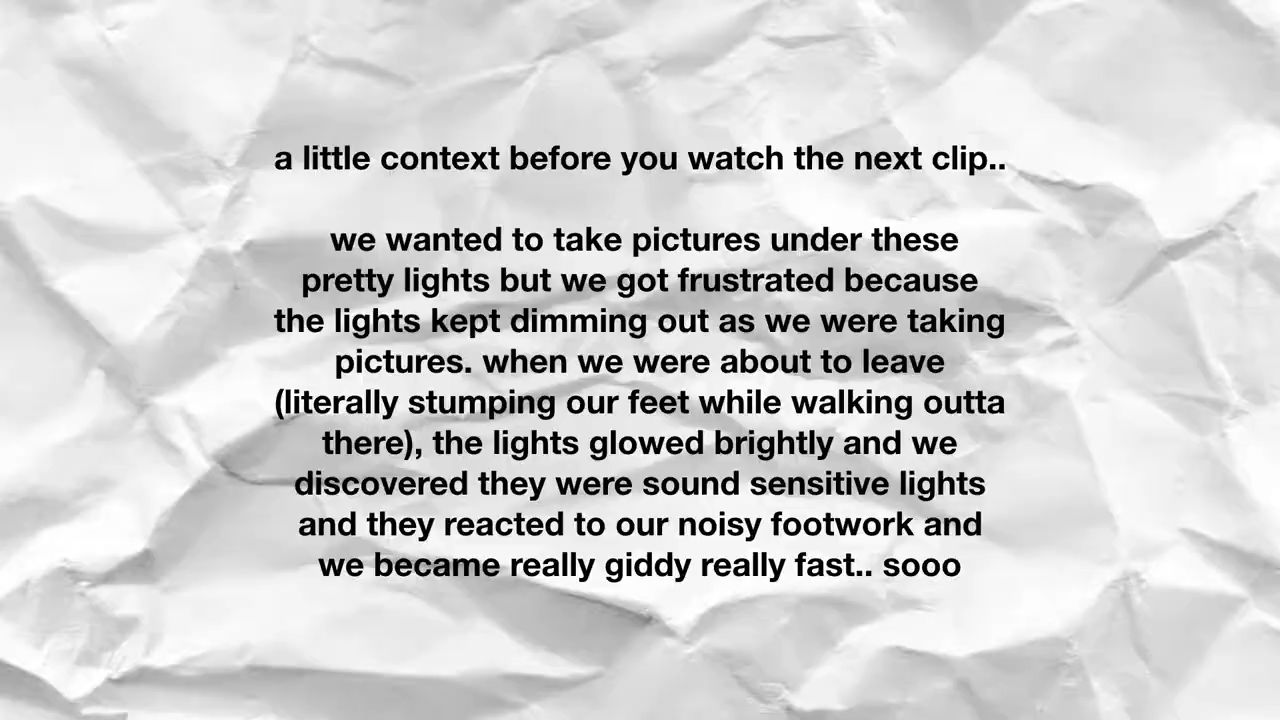 a little context before you watch the next clip..
we wanted to take pictures under these
pretty lights but we got frustrated because
the lights kept dimming out as we were taking
pictures. when we were about to leave
(literally stumping our feet while walking outta
there), the lights glowed brightly and we
discovered they were sound sensitive lights
and they reacted to our noisy footwork and
we became really giddy really fast.. sooo